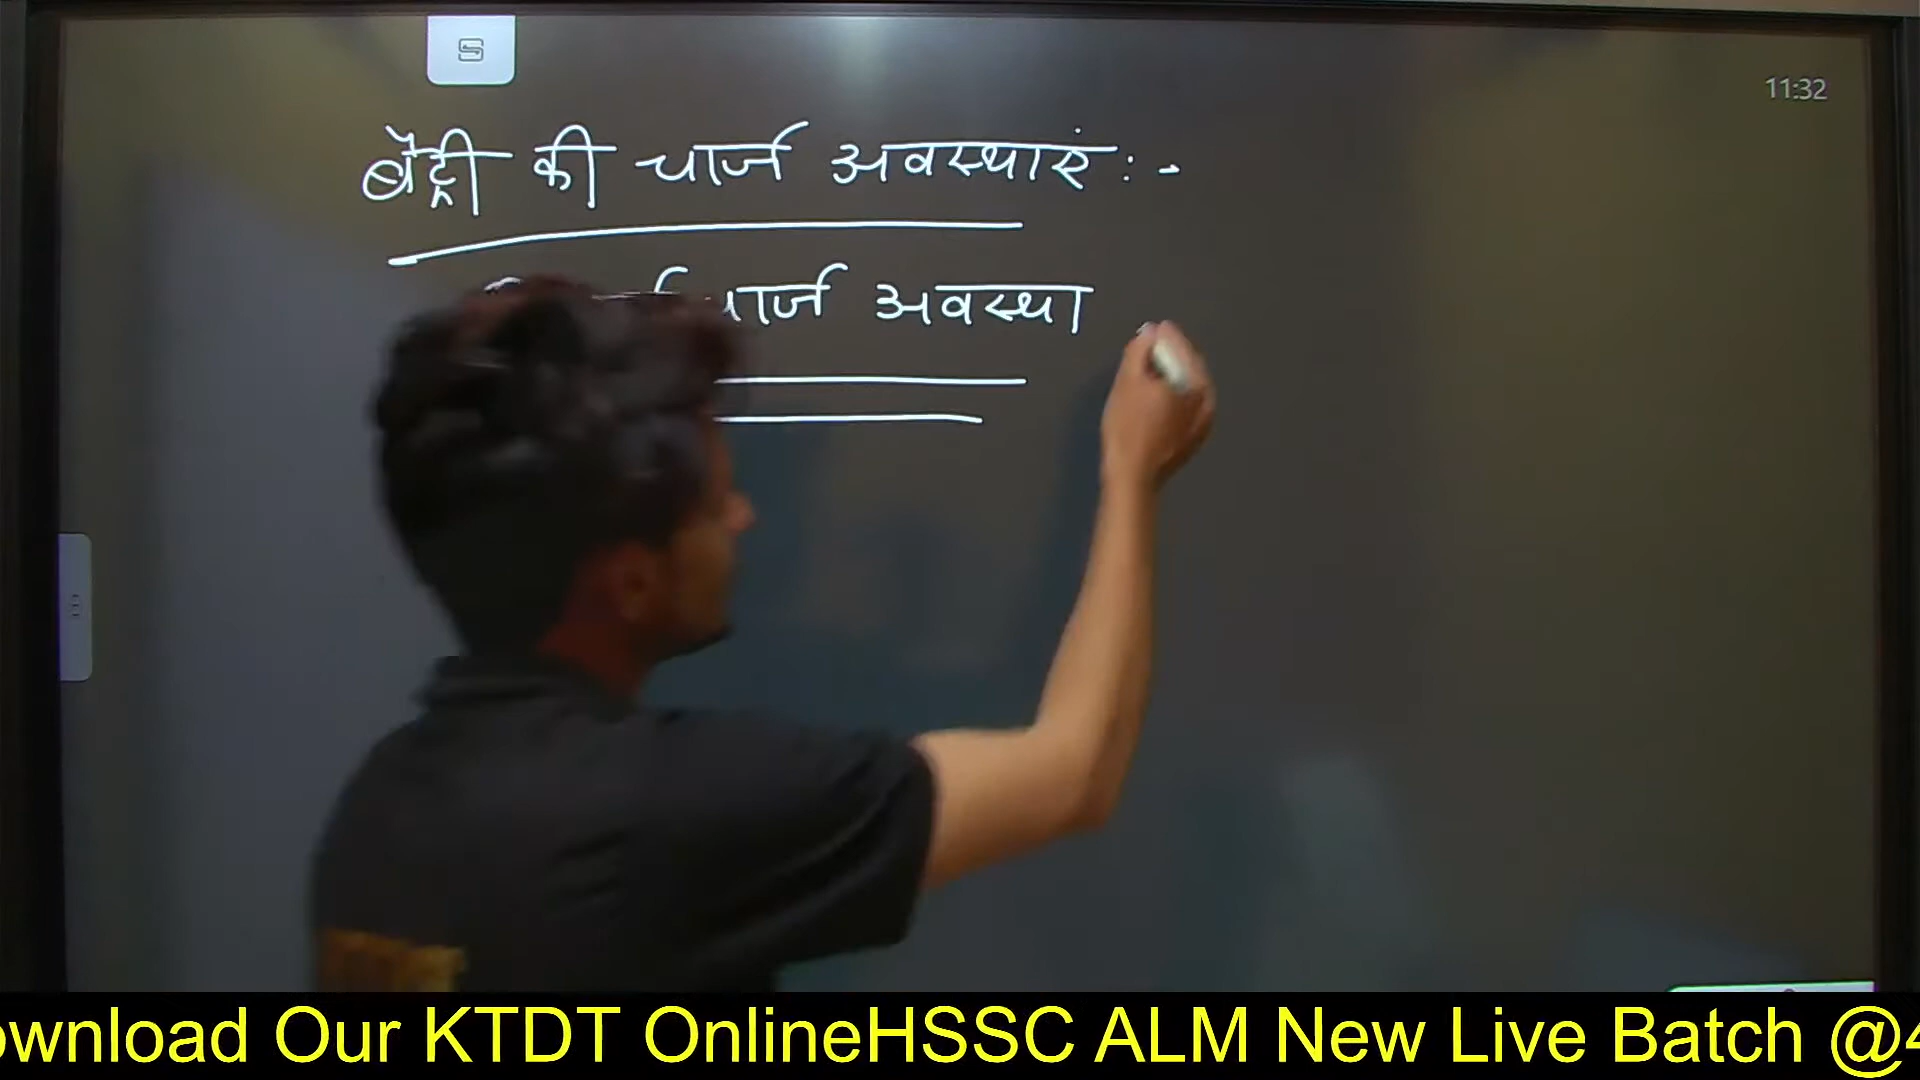 11:32
बैट्री की चार्ज अवस्थाएं :-
चार्ज अवस्था
ownload Our KTDT OnlineHSSC ALM New Live Batch @4